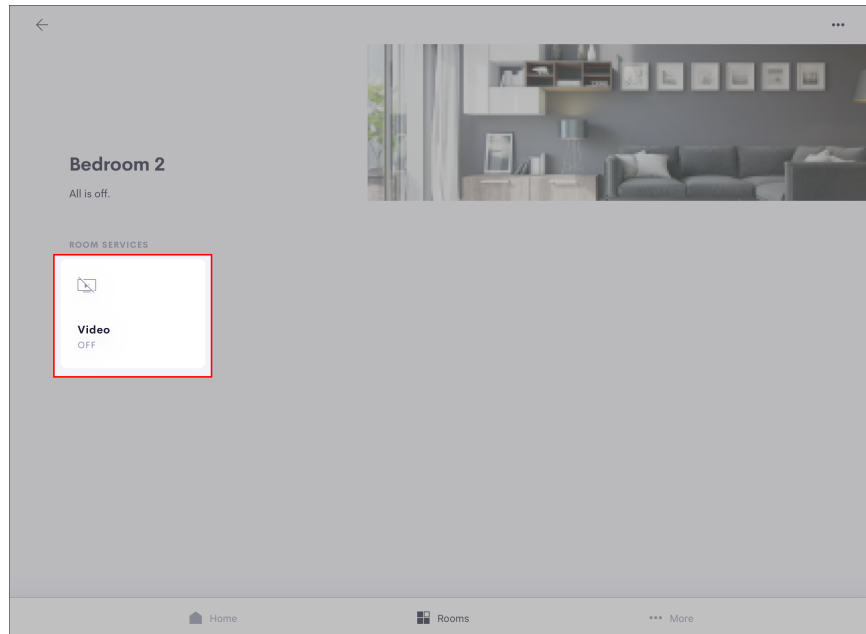 Bedroom 2
All is off.
ROOM SERVICES
Video
OFF
Home
Rooms
More